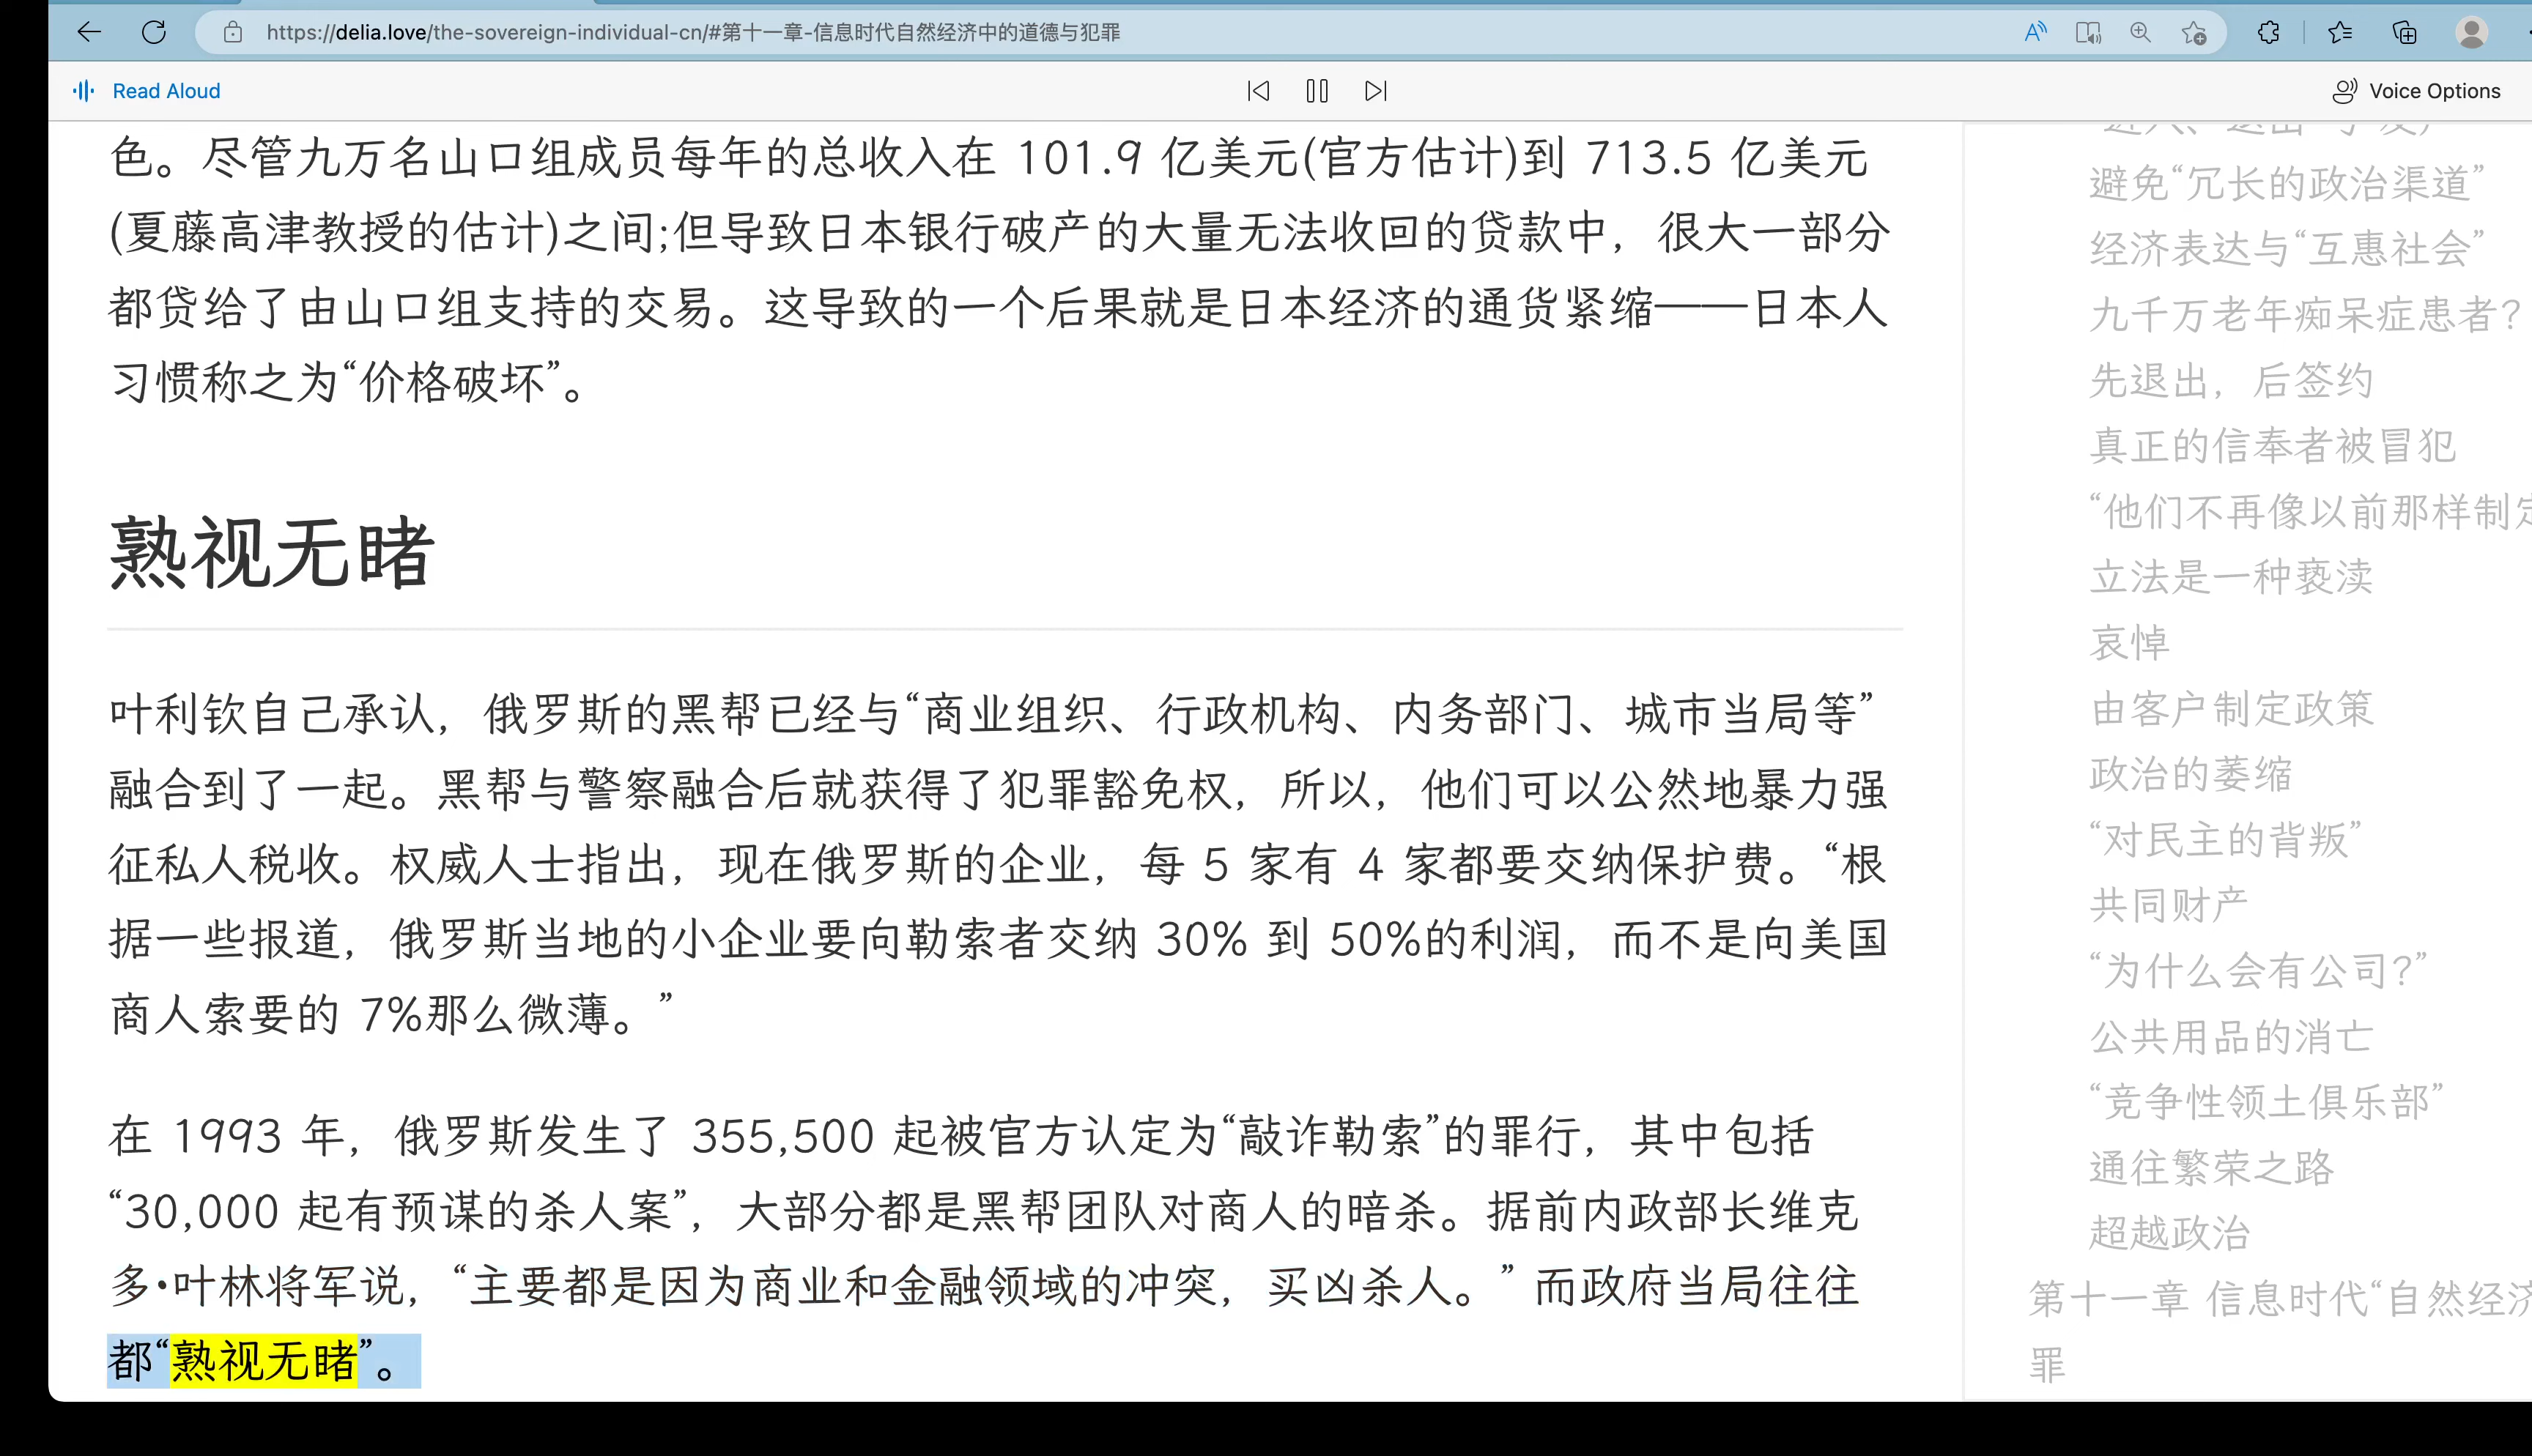 https://delia.love/the-sovereign-individual-cn/#第十一章-信息时代自然经济中的道德与犯罪
Read Aloud
Voice Options
色。尽管九万名山口组成员每年的总收入在 101.9 亿美元(官方估计)到 713.5 亿美元
(夏藤高津教授的估计)之间;但导致日本银行破产的大量无法收回的贷款中，很大一部分
都贷给了由山口组支持的交易。这导致的一个后果就是日本经济的通货紧缩——日本人
习惯称之为“价格破坏”。
熟视无睹
叶利钦自己承认，俄罗斯的黑帮已经与“商业组织、行政机构、内务部门、城市当局等”
融合到了一起。黑帮与警察融合后就获得了犯罪豁免权，所以，他们可以公然地暴力强
征私人税收。权威人士指出，现在俄罗斯的企业，每 5 家有 4 家都要交纳保护费。“根
据一些报道，俄罗斯当地的小企业要向勒索者交纳 30% 到 50%的利润，而不是向美国
商人索要的 7%那么微薄。”
在 1993 年，俄罗斯发生了 355,500 起被官方认定为“敲诈勒索”的罪行，其中包括
“30,000 起有预谋的杀人案”，大部分都是黑帮团队对商人的暗杀。据前内政部长维克
多·叶林将军说，“主要都是因为商业和金融领域的冲突，买凶杀人。” 而政府当局往往
都“熟视无睹”。
避免“冗长的政治渠道”
经济表达与“互惠社会”
九千万老年痴呆症患者?
先退出，后签约
真正的信奉者被冒犯
“他们不再像以前那样制定
立法是一种亵渎
哀悼
由客户制定政策
政治的萎缩
“对民主的背叛”
共同财产
“为什么会有公司?”
公共用品的消亡
“竞争性领土俱乐部”
通往繁荣之路
超越政治
第十一章 信息时代“自然经济
罪